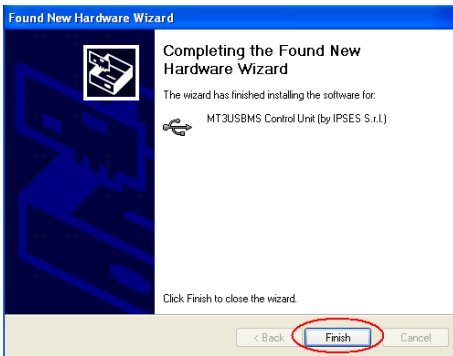 Found New Hardware Wizard
Completing the Found New
Hardware Wizard
The wizard has finished installing the software for:
MT3USBMS Control Unit (by IPSES S.r.l.)
Click Finish to close the wizard.
< Back
Finish
Cancel